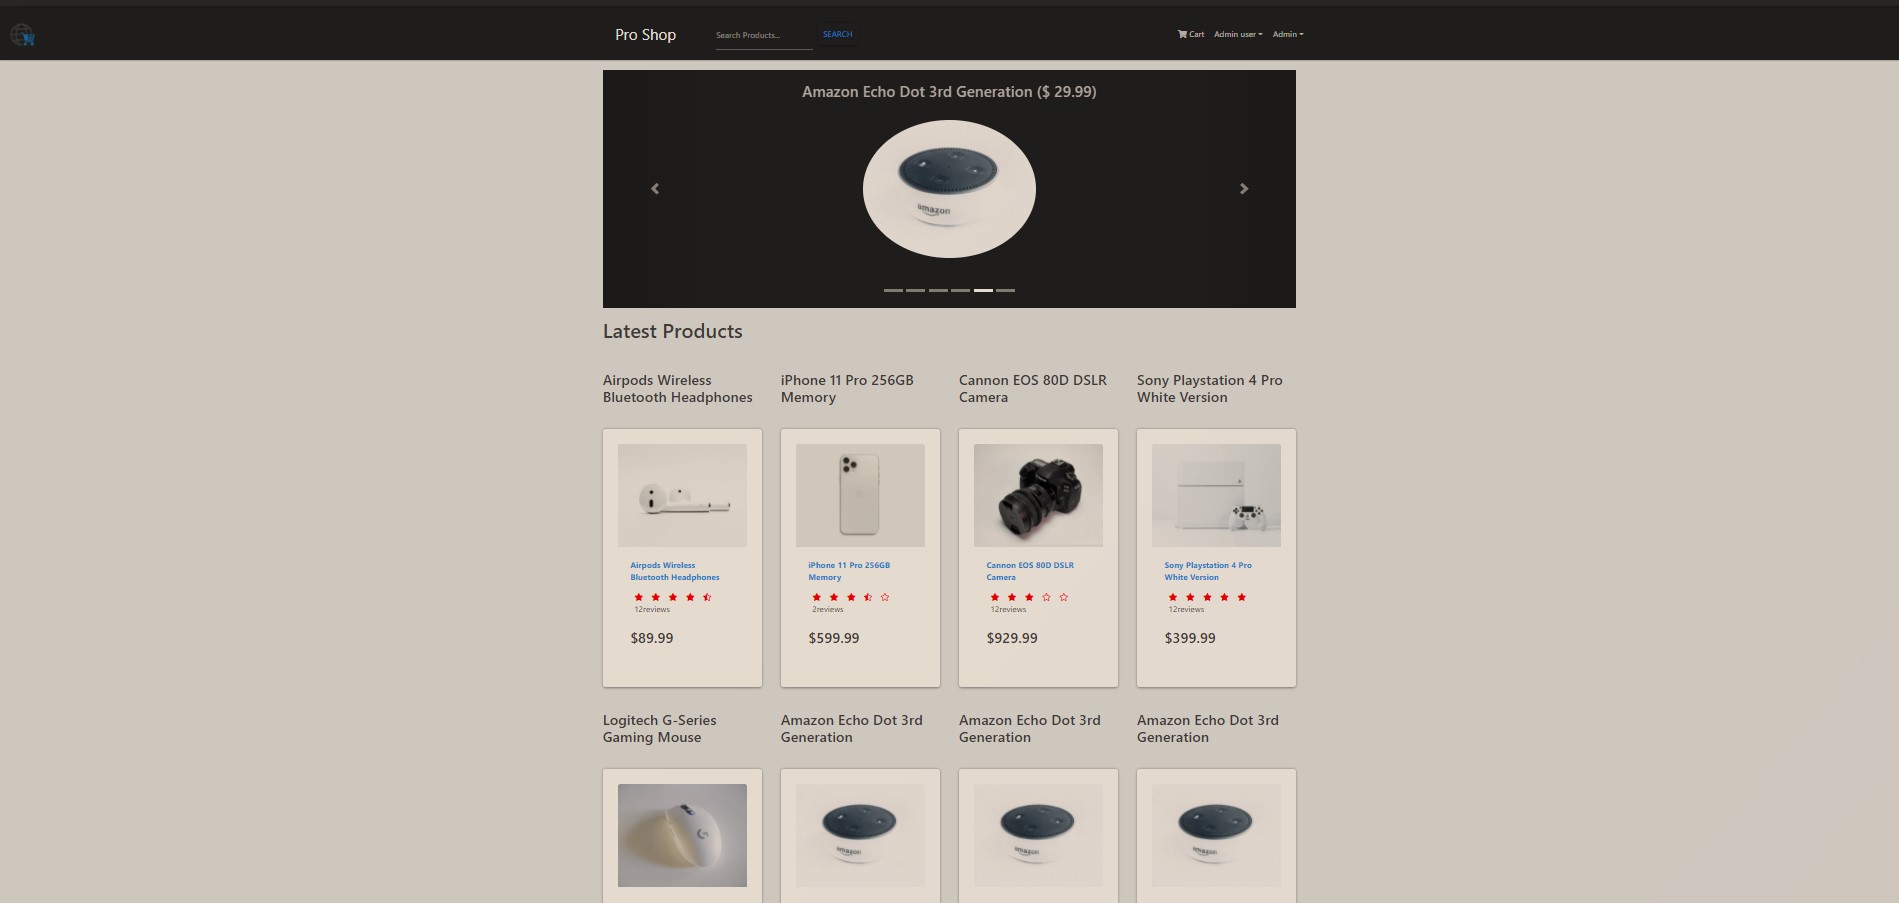 Pro Shop
Search Products...
SEARCH
Cart
Admin user
Admin
Amazon Echo Dot 3rd Generation ($ 29.99)
amazon
Latest Products
Airpods Wireless
Bluetooth Headphones
iPhone 11 Pro 256GB
Memory
Cannon EOS 80D DSLR
Camera
Sony Playstation 4 Pro
White Version
Airpods Wireless
Bluetooth Headphones
12reviews
$89.99
iPhone 11 Pro 256GB
Memory
2reviews
$599.99
Cannon EOS 80D DSLR
Camera
12reviews
$929.99
Sony Playstation 4 Pro
White Version
12reviews
$399.99
Logitech G-Series
Gaming Mouse
Amazon Echo Dot 3rd
Generation
Amazon Echo Dot 3rd
Generation
Amazon Echo Dot 3rd
Generation
G
amazon
amazon
amazon